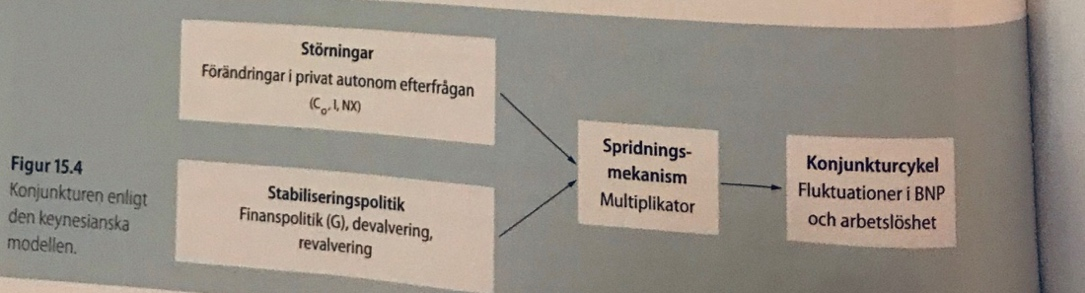 Störningar
Förändringar i privat autonom efterfrågan
(C₀, I, NX)
Figur 15.4
Konjunkturen enligt
den keynesianska
modellen.
Stabiliseringspolitik
Finanspolitik (G), devalvering,
revalvering
Spridnings-
mekanism
Multiplikator
Konjunkturcykel
Fluktuationer i BNP
och arbetslöshet